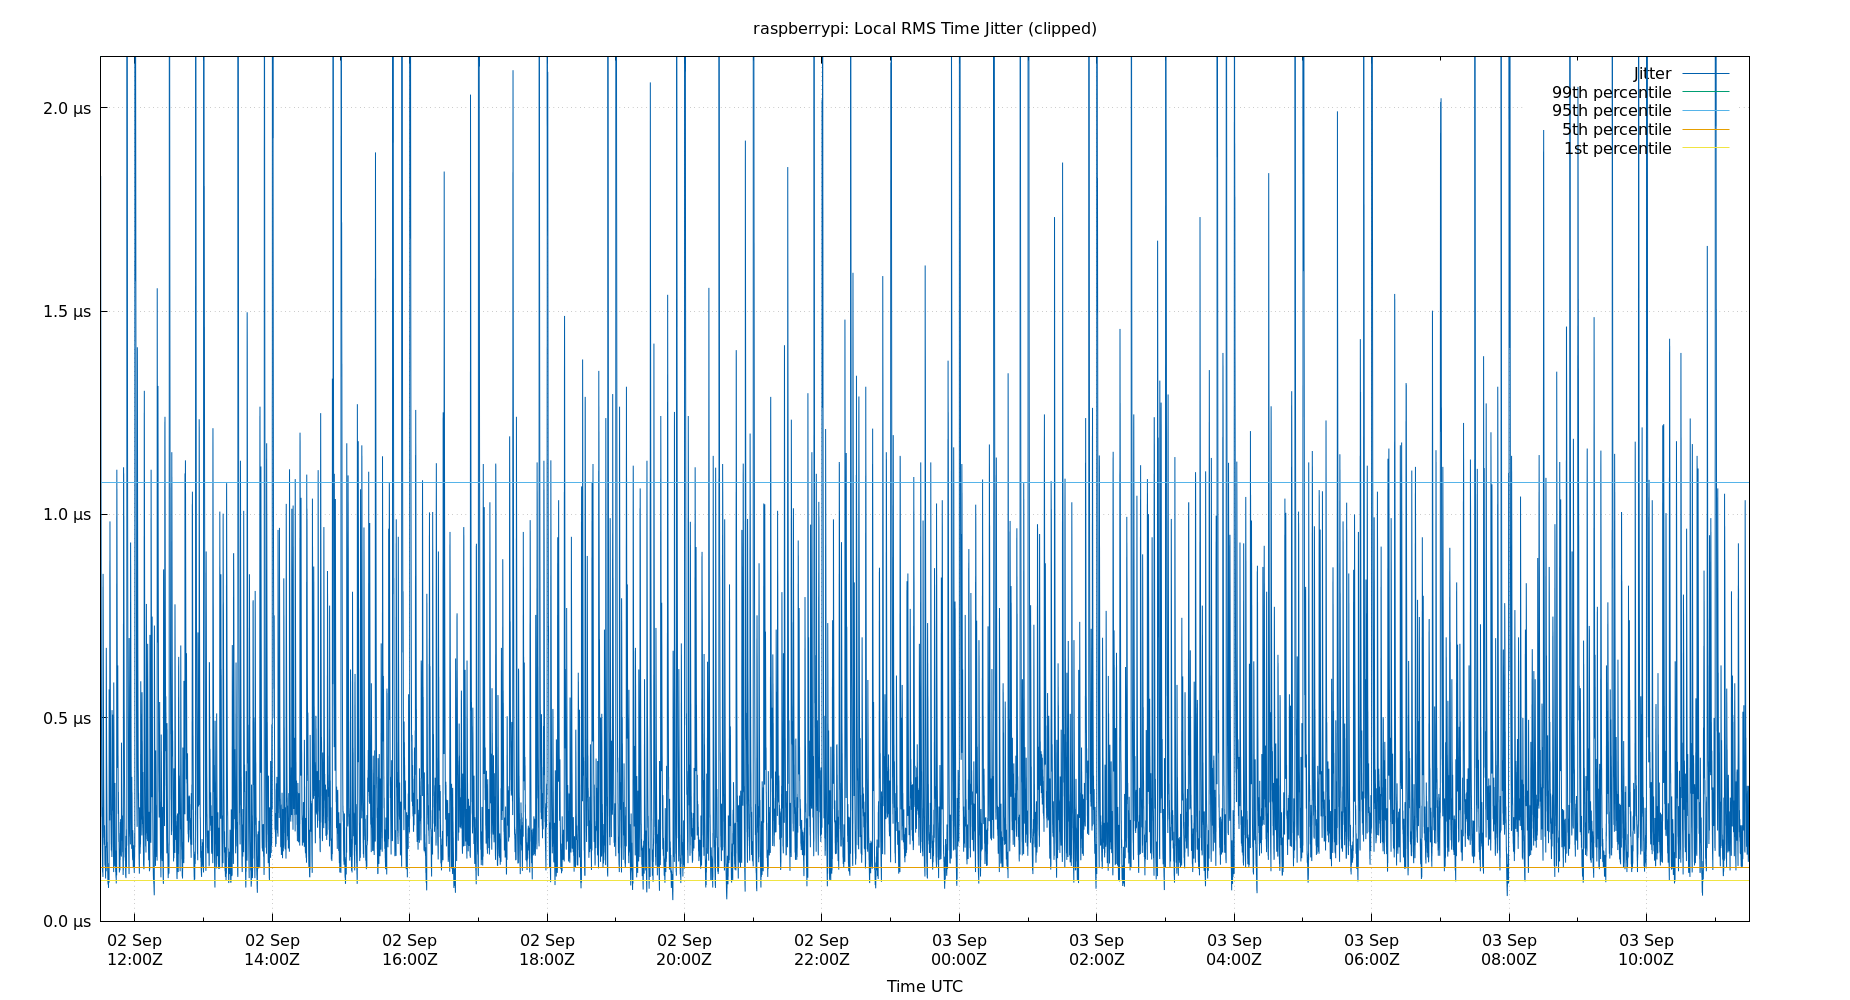 raspberrypi: Local RMS Time Jitter (clipped)
Jitter
99th percentile
95th percentile
5th percentile
1st percentile
2.0 µs
1.5 µs
1.0 µs
0.5 µs
0.0 µs
02 Sep 02 Sep 02 Sep 02 Sep 02 Sep 02 Sep 03 Sep 03 Sep 03 Sep 03 Sep 03 Sep 03 Sep
12:00Z 14:00Z 16:00Z 18:00Z 20:00Z 22:00Z 00:00Z 02:00Z 04:00Z 06:00Z 08:00Z 10:00Z
Time UTC